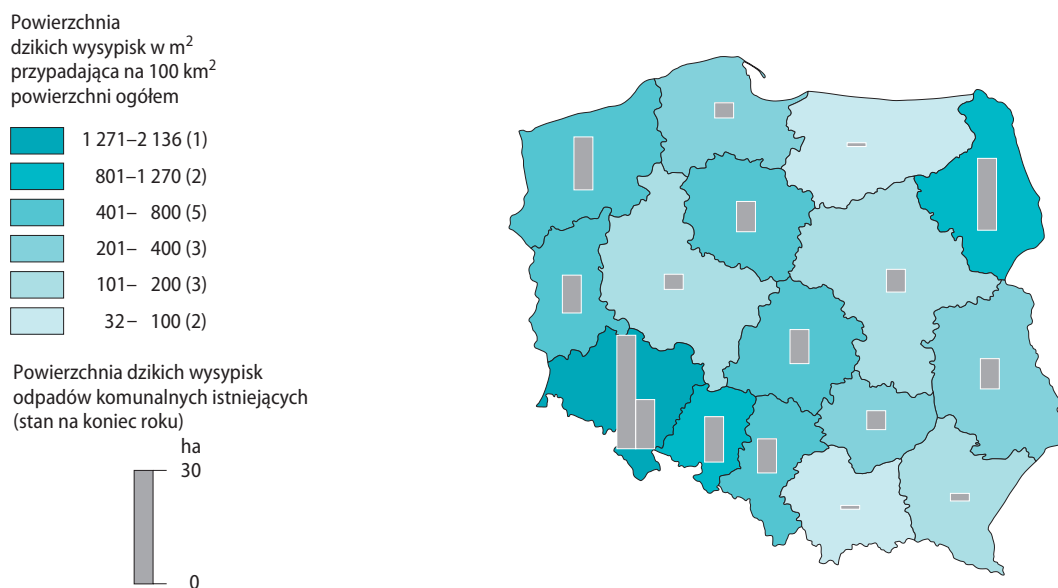 Powierzchnia
dzikich wysypisk w m²
przypadająca na 100 km²
powierzchni ogółem
1 271–2 136 (1)
801–1 270 (2)
401– 800 (5)
201– 400 (3)
101– 200 (3)
32– 100 (2)
Powierzchnia dzikich wysypisk
odpadów komunalnych istniejących
(stan na koniec roku)
ha
30
0